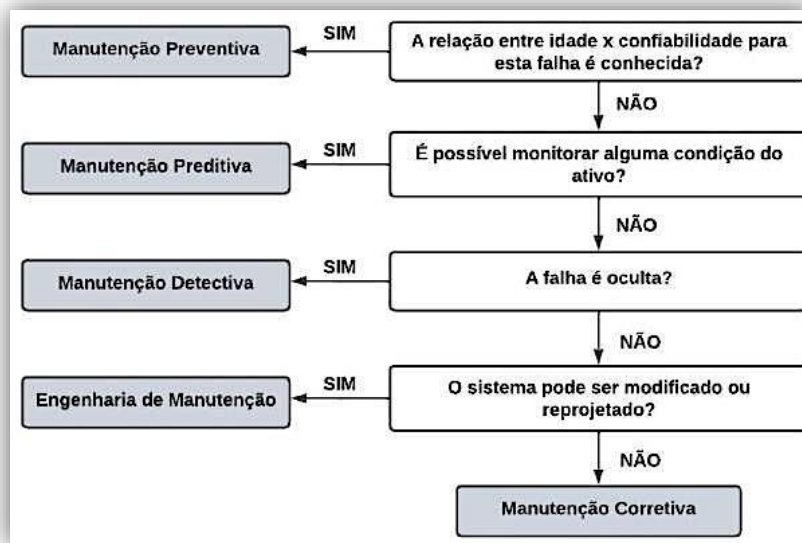 Manutenção Preventiva
SIM
A relação entre idade x confiabilidade para
esta falha é conhecida?
NÃO
Manutenção Preditiva
SIM
É possível monitorar alguma condição do
ativo?
NÃO
Manutenção Detectiva
SIM
A falha é oculta?
NÃO
Engenharia de Manutenção
SIM
O sistema pode ser modificado ou
reprojetado?
NÃO
Manutenção Corretiva